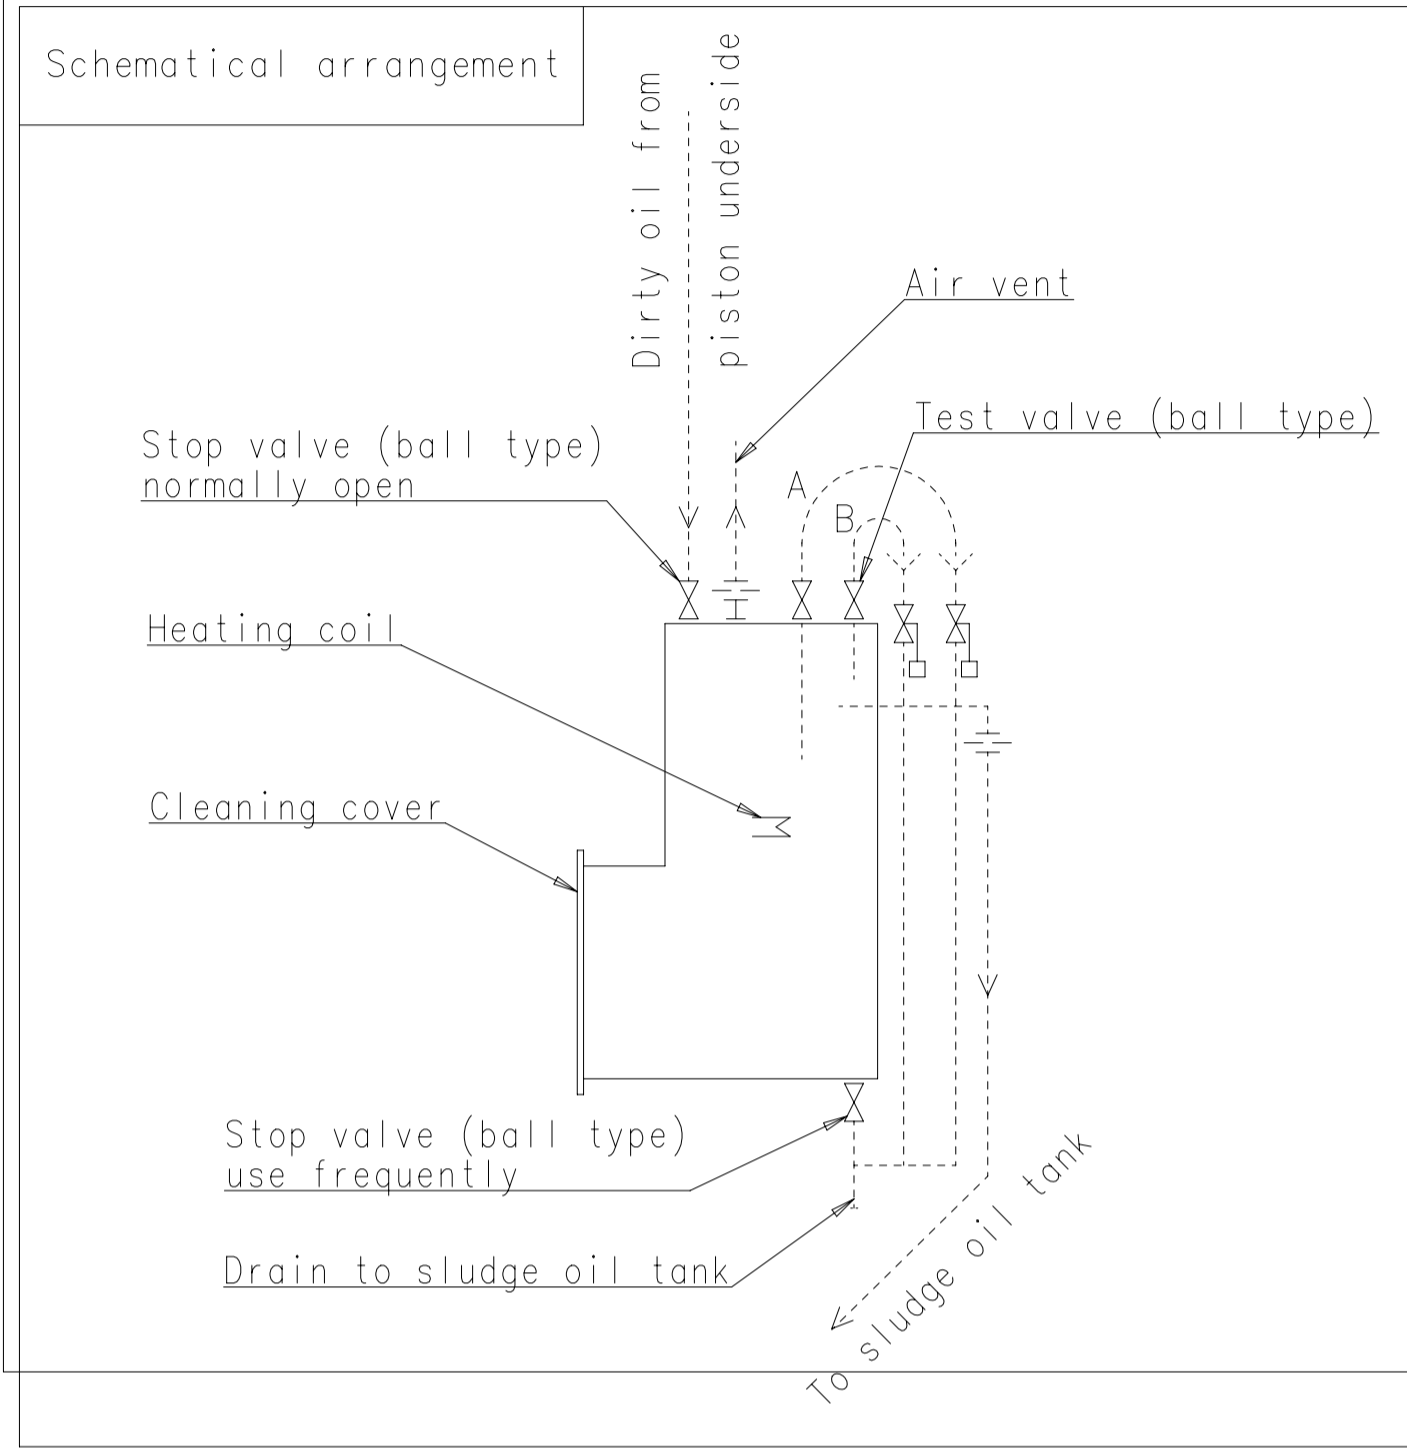 Schematical arrangement
Dirty oil from
piston underside
Air vent
Test valve (ball type)
Stop valve (ball type)
normally open
A
B
Heating coil
Cleaning cover
Stop valve (ball type)
use frequently
Drain to sludge oil tank
To sludge oil tank